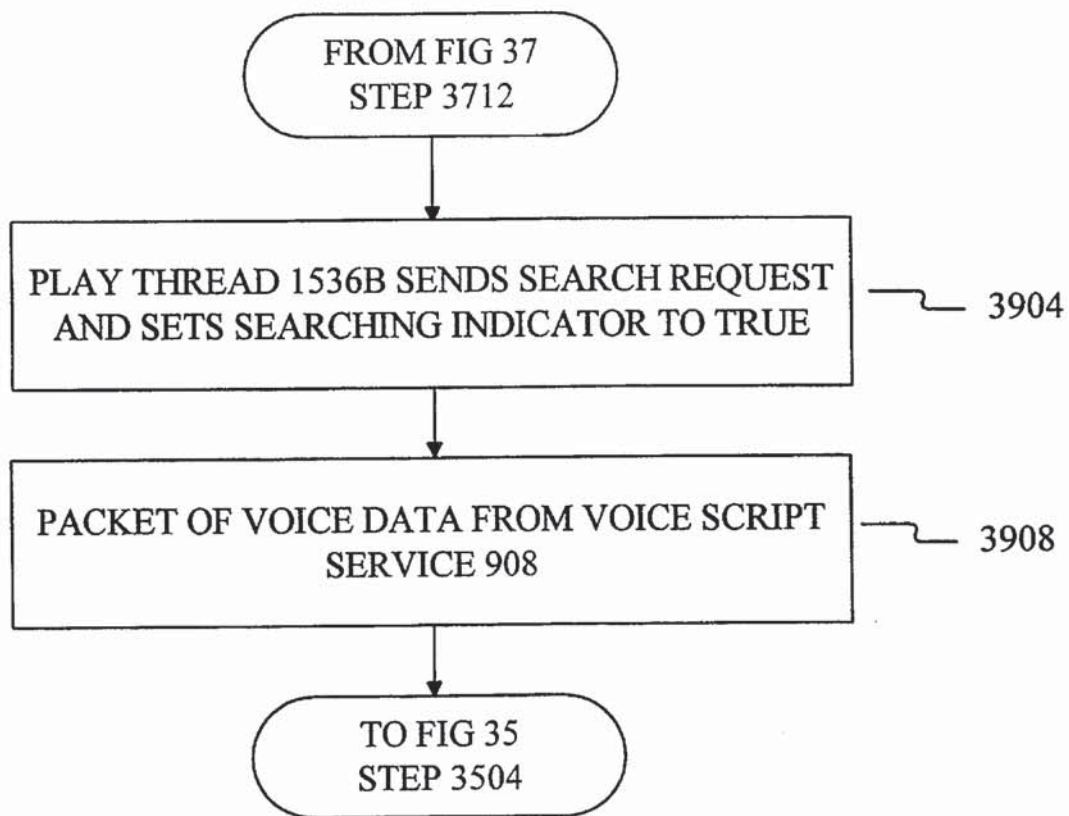 FROM FIG 37
STEP 3712
PLAY THREAD 1536B SENDS SEARCH REQUEST
AND SETS SEARCHING INDICATOR TO TRUE
3904
PACKET OF VOICE DATA FROM VOICE SCRIPT
SERVICE 908
3908
TO FIG 35
STEP 3504